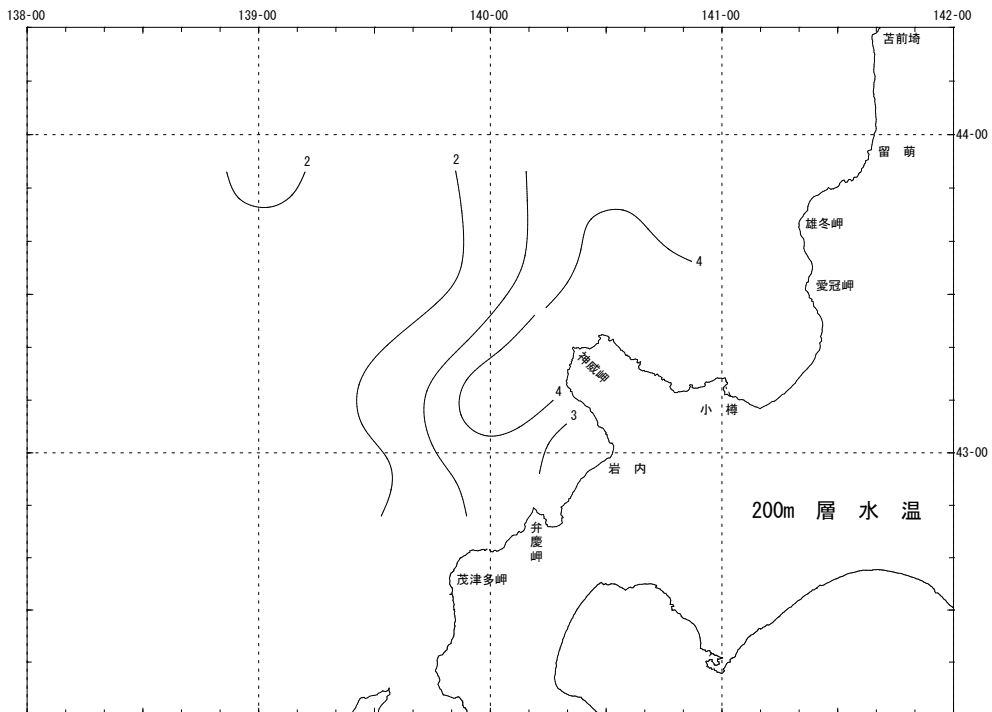 138-00
139-00
140-00
141-00
142-00
苫前埼
44-00
留 萌
2
2
雄冬岬
4
愛冠岬
神威岬
4
小 樽
3
43-00
岩 内
200m 層 水 温
弁慶岬
茂津多岬